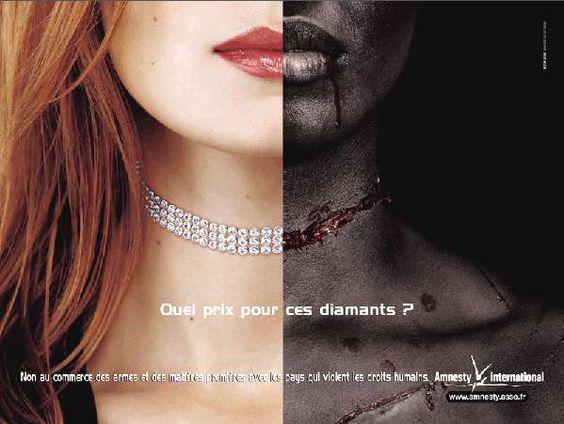 Quel prix pour ces diamants ?
Non au commerce des armes et des matières premières avec les pays qui violent les droits humains. Amnesty International
www.amnesty.asso.fr